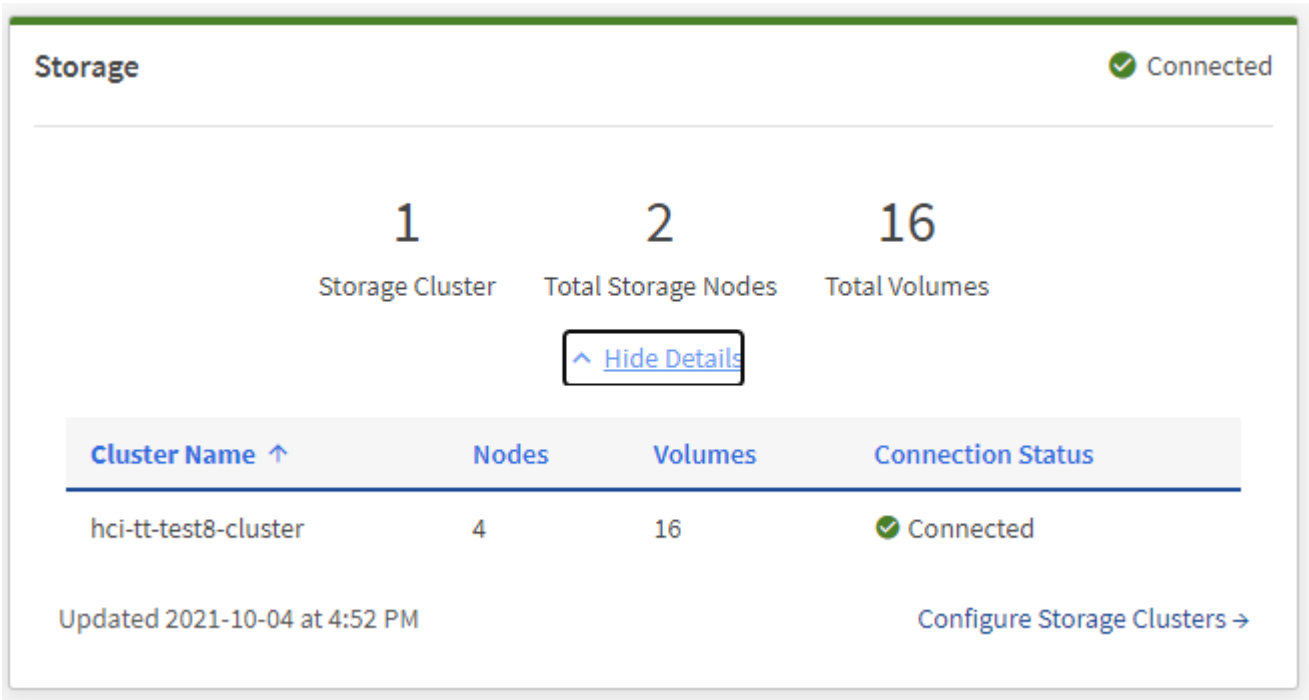 Storage
Connected
1 2 16
Storage Cluster Total Storage Nodes Total Volumes
Hide Details
Cluster Name ↑ Nodes Volumes Connection Status
hci-tt-test8-cluster 4 16 Connected
Updated 2021-10-04 at 4:52 PM
Configure Storage Clusters →